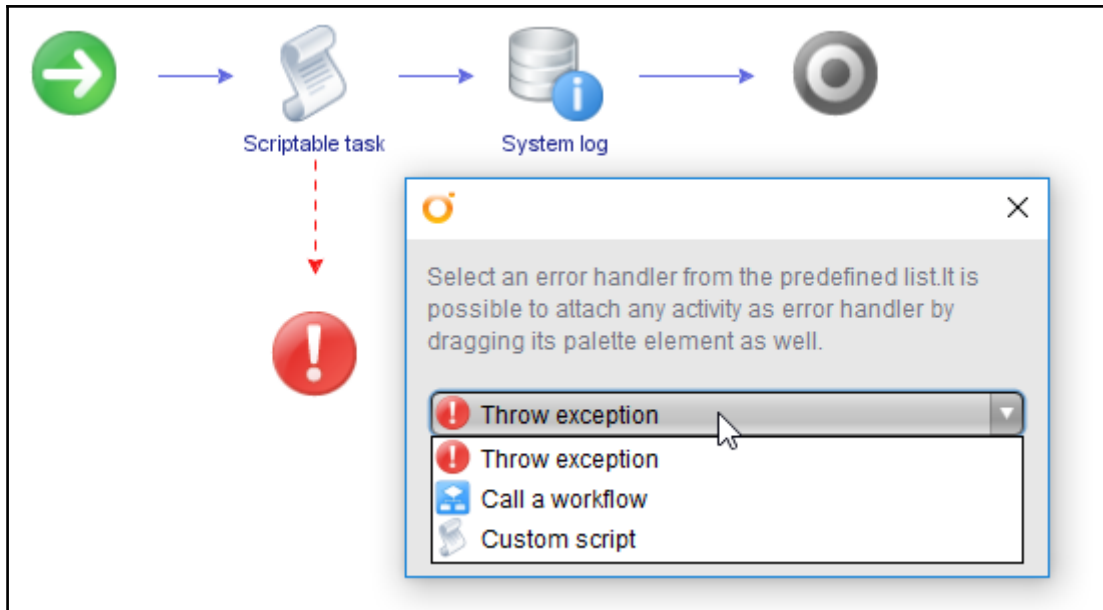 Scriptable task
System log
Select an error handler from the predefined list.It is
possible to attach any activity as error handler by
dragging its palette element as well.
Throw exception
Throw exception
Call a workflow
Custom script